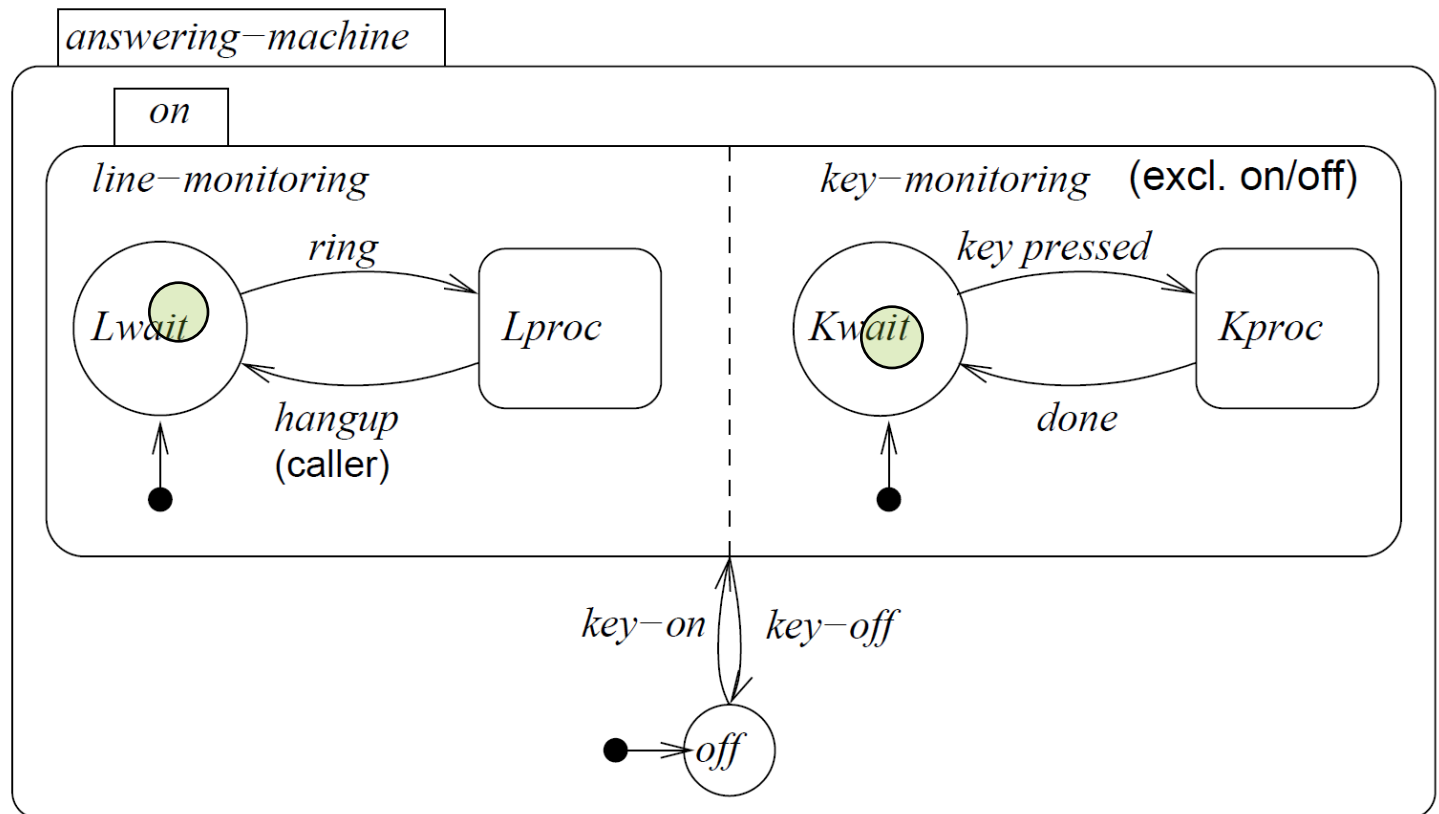 answering−machine
on
line−monitoring
key−monitoring (excl. on/off)
ring
key pressed
Lwait
Lproc
Kwait
Kproc
hangup
(caller)
done
key−on
key−off
off